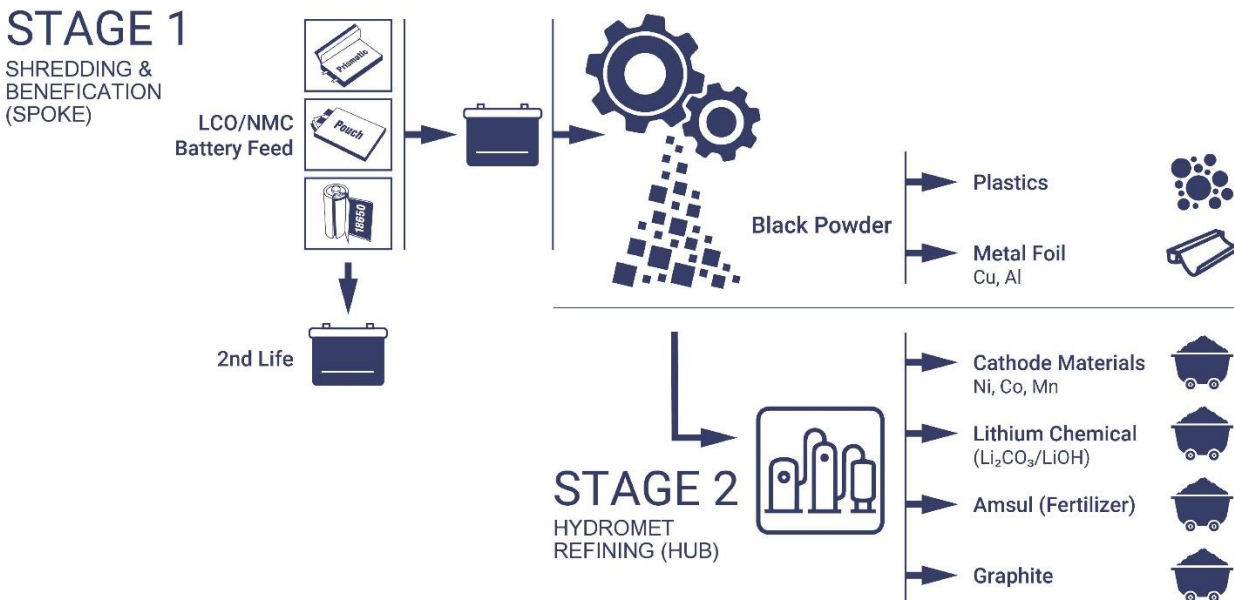 STAGE 1
SHREDDING &
BENEFICATION
(SPOKE)
LCO/NMC
Battery Feed
Prismatic
Pouch
18650
2nd Life
Black Powder
Plastics
Metal Foil
Cu, Al
STAGE 2
HYDROMET
REFINING (HUB)
Cathode Materials
Ni, Co, Mn
Lithium Chemical
(Li₂CO₃/LiOH)
Amsul (Fertilizer)
Graphite